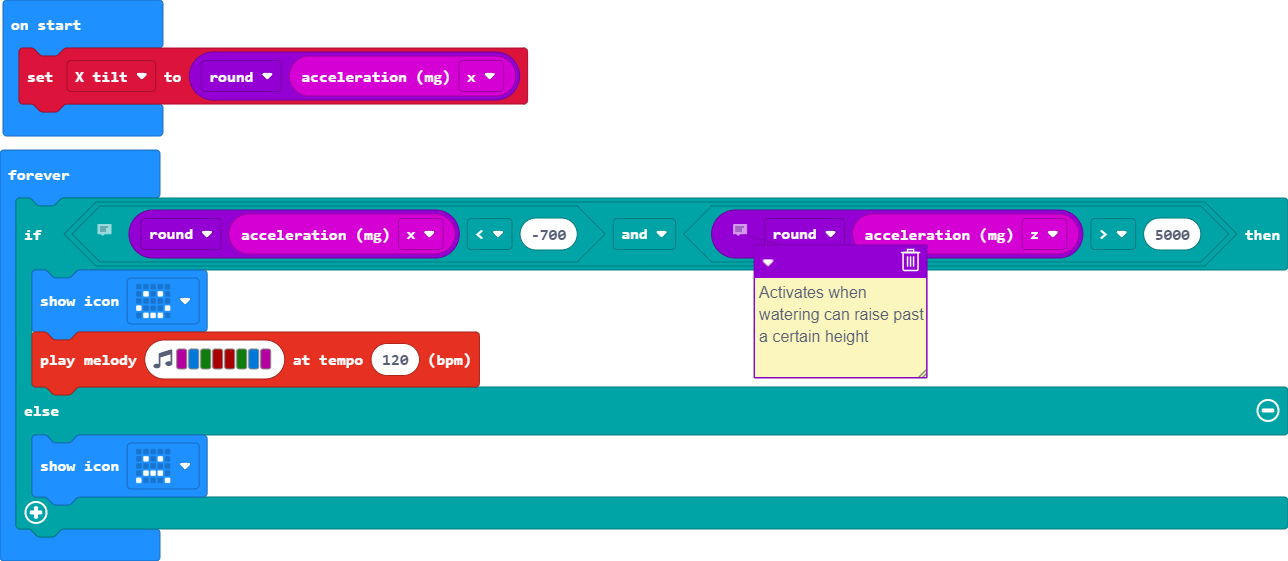 on start
set X tilt to round acceleration (mg) x
forever
if round acceleration (mg) x < -700 and round acceleration (mg) z > 5000 then
show icon
Activates when
watering can raise past
a certain height
play melody at tempo 120 (bpm)
else
show icon